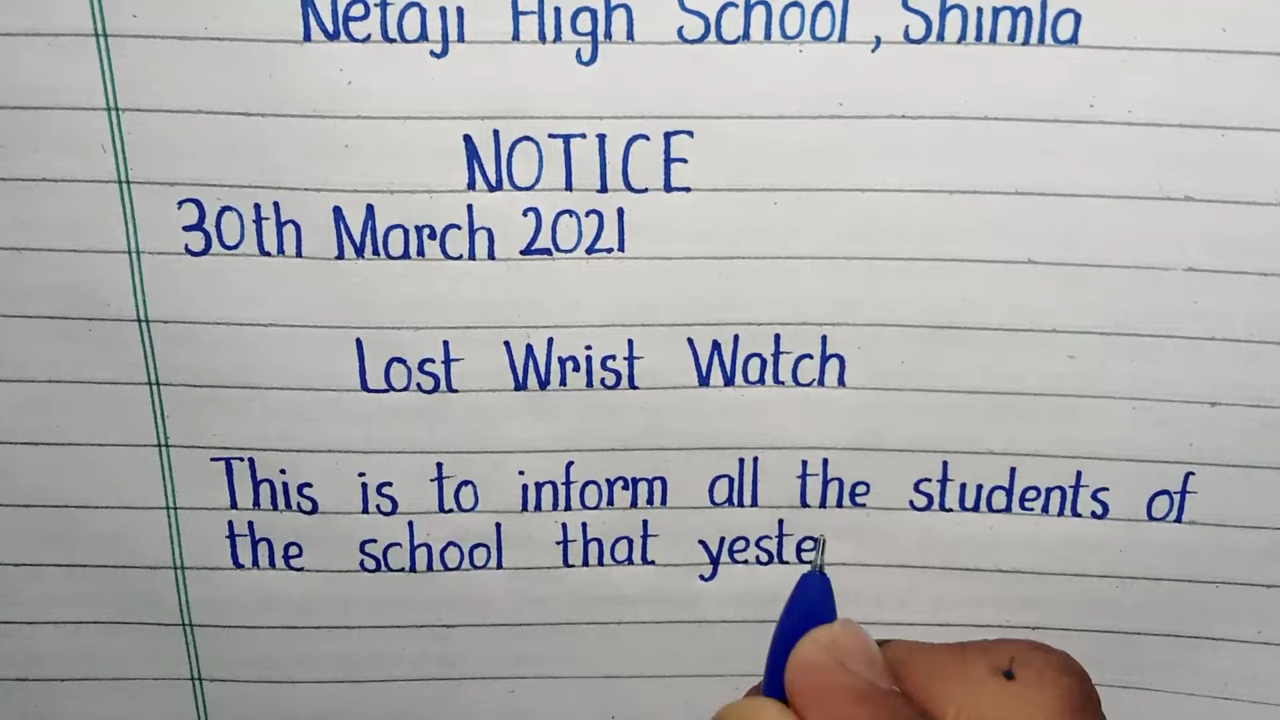 Netaji High School, Shimla
NOTICE
30th March 2021
Lost Wrist Watch
This is to inform all the students of
the school that yeste